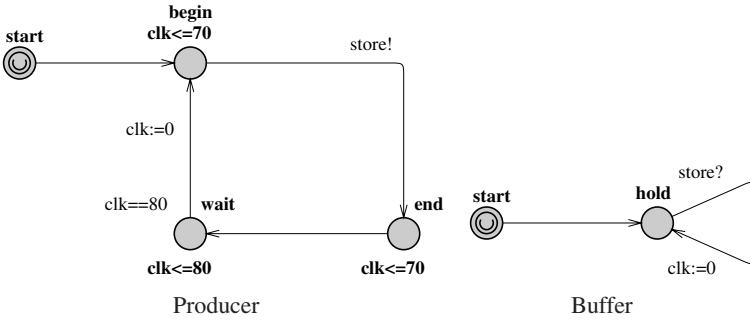 begin
clk<=70
start
store!
clk:=0
clk==80
wait
end
clk<=80
clk<=70
Producer
start
hold
store?
clk:=0
Buffer